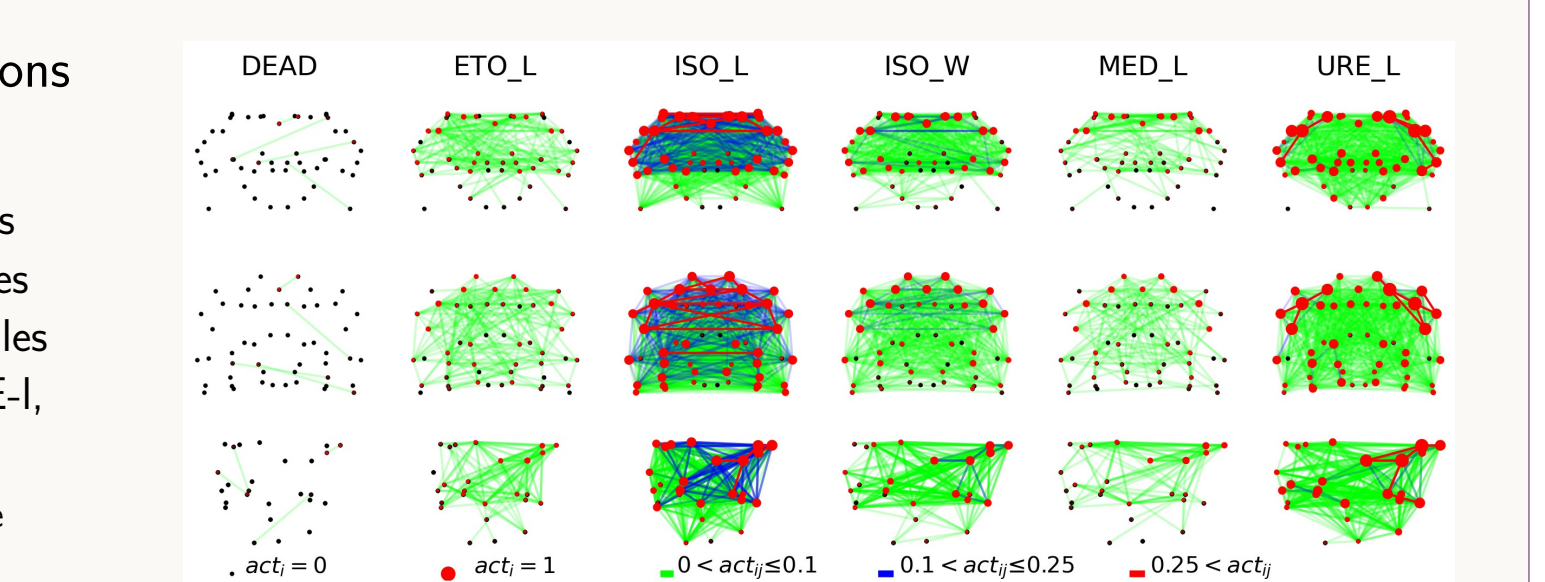 ons
DEAD ETO_L ISO_L ISO_W MED_L URE_L
s
es
les
E-l,
e
act_i = 0 act_i = 1 0 < act_ij ≤ 0.1 0.1 < act_ij ≤ 0.25 0.25 < act_ij